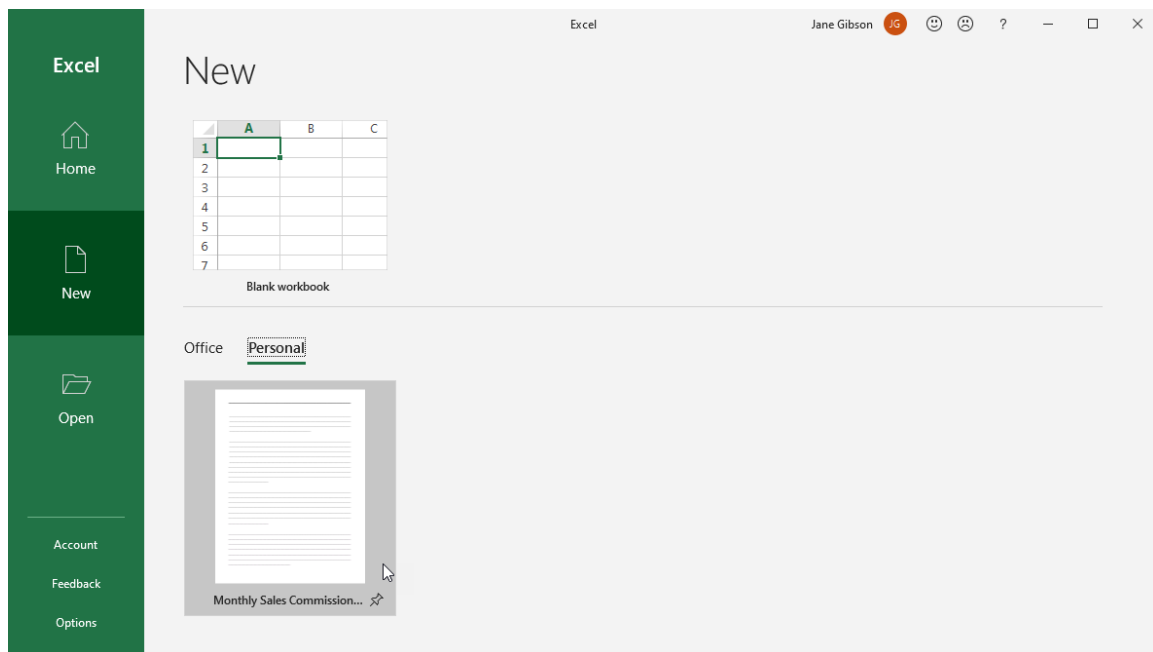 Excel
Jane Gibson JG ?
Excel
Home
New
Open
Account
Feedback
Options
New
A B C
1
2
3
4
5
6
7
Blank workbook
Office Personal
Monthly Sales Commission...